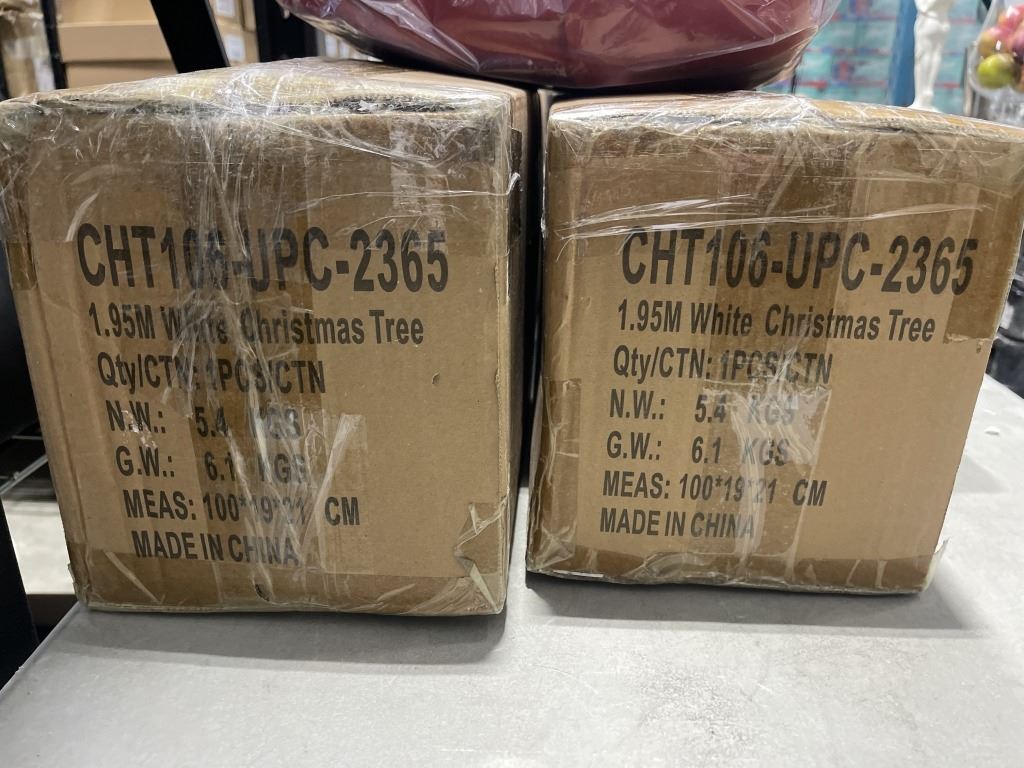 CHT106-UPC-2365
1.95M White Christmas Tree
Qty/CTN: 1PCS/CTN
N.W.: 5.4 KGS
G.W.: 6.1 KGS
MEAS: 100*19*21 CM
MADE IN CHINA
CHT106-UPC-2365
1.95M White Christmas Tree
Qty/CTN: 1PCS/CTN
N.W.: 5.4 KGS
G.W.: 6.1 KGS
MEAS: 100*19*21 CM
MADE IN CHINA